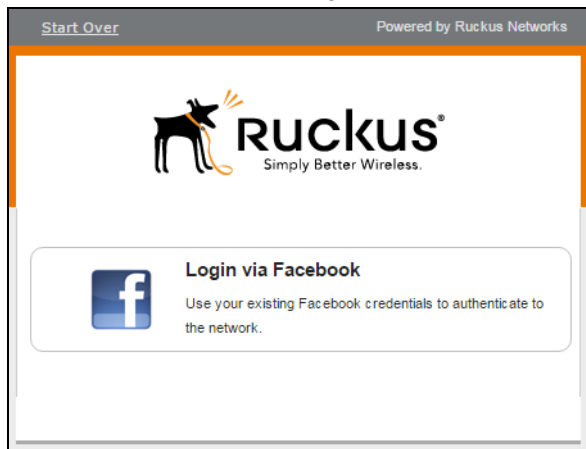 Start Over
Powered by Ruckus Networks
Ruckus®
Simply Better Wireless.
f
Login via Facebook
Use your existing Facebook credentials to authenticate to
the network.